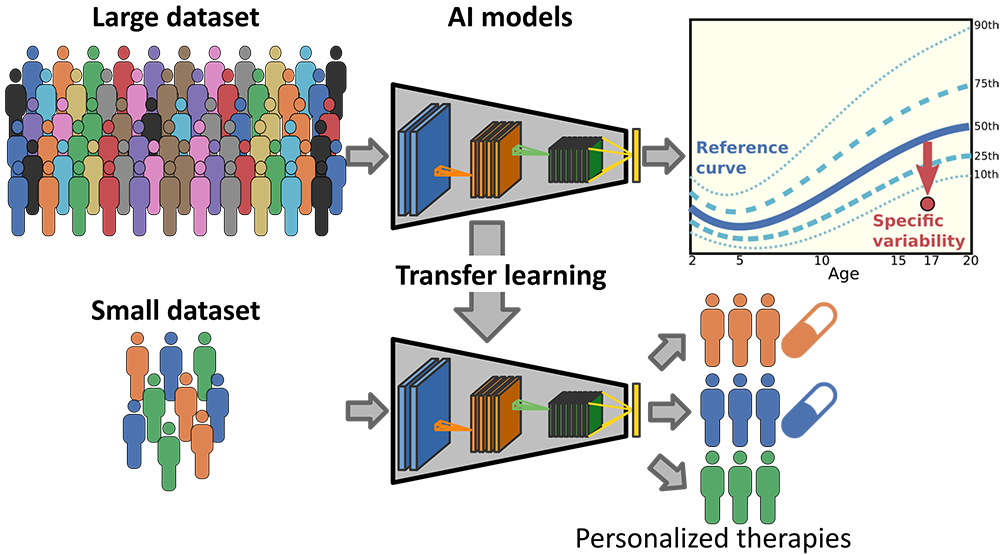 Large dataset
AI models
90th
75th
50th
25th
10th
Reference
curve
Specific
variability
2
5
10
15
17
20
Age
Transfer learning
Small dataset
Personalized therapies